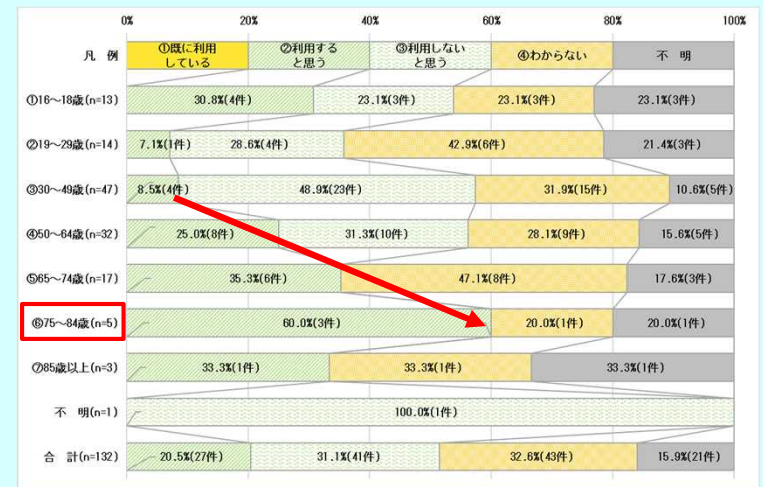 0% 20% 40% 60% 80% 100%
凡 例 ①既に利用している ②利用すると思う ③利用しないと思う ④わからない 不 明
①16～18歳(n=13) 30.8%(4件) 23.1%(3件) 23.1%(3件) 23.1%(3件)
②19～29歳(n=14) 7.1%(1件) 28.6%(4件) 42.9%(6件) 21.4%(3件)
③30～49歳(n=47) 8.5%(4件) 48.9%(23件) 31.9%(15件) 10.6%(5件)
④50～64歳(n=32) 25.0%(8件) 31.3%(10件) 28.1%(9件) 15.6%(5件)
⑤65～74歳(n=17) 35.3%(6件) 47.1%(8件) 17.6%(3件)
⑥75～84歳(n=5) 60.0%(3件) 20.0%(1件) 20.0%(1件)
⑦85歳以上(n=3) 33.3%(1件) 33.3%(1件) 33.3%(1件)
不 明(n=1) 100.0%(1件)
合 計(n=132) 20.5%(27件) 31.1%(41件) 32.6%(43件) 15.9%(21件)